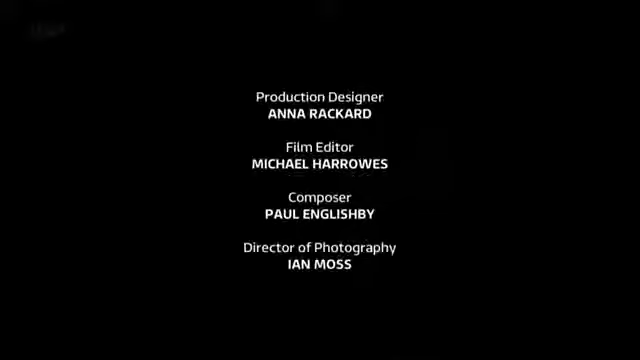 Production Designer
ANNA RACKARD
Film Editor
MICHAEL HARROWES
Composer
PAUL ENGLISHBY
Director of Photography
IAN MOSS